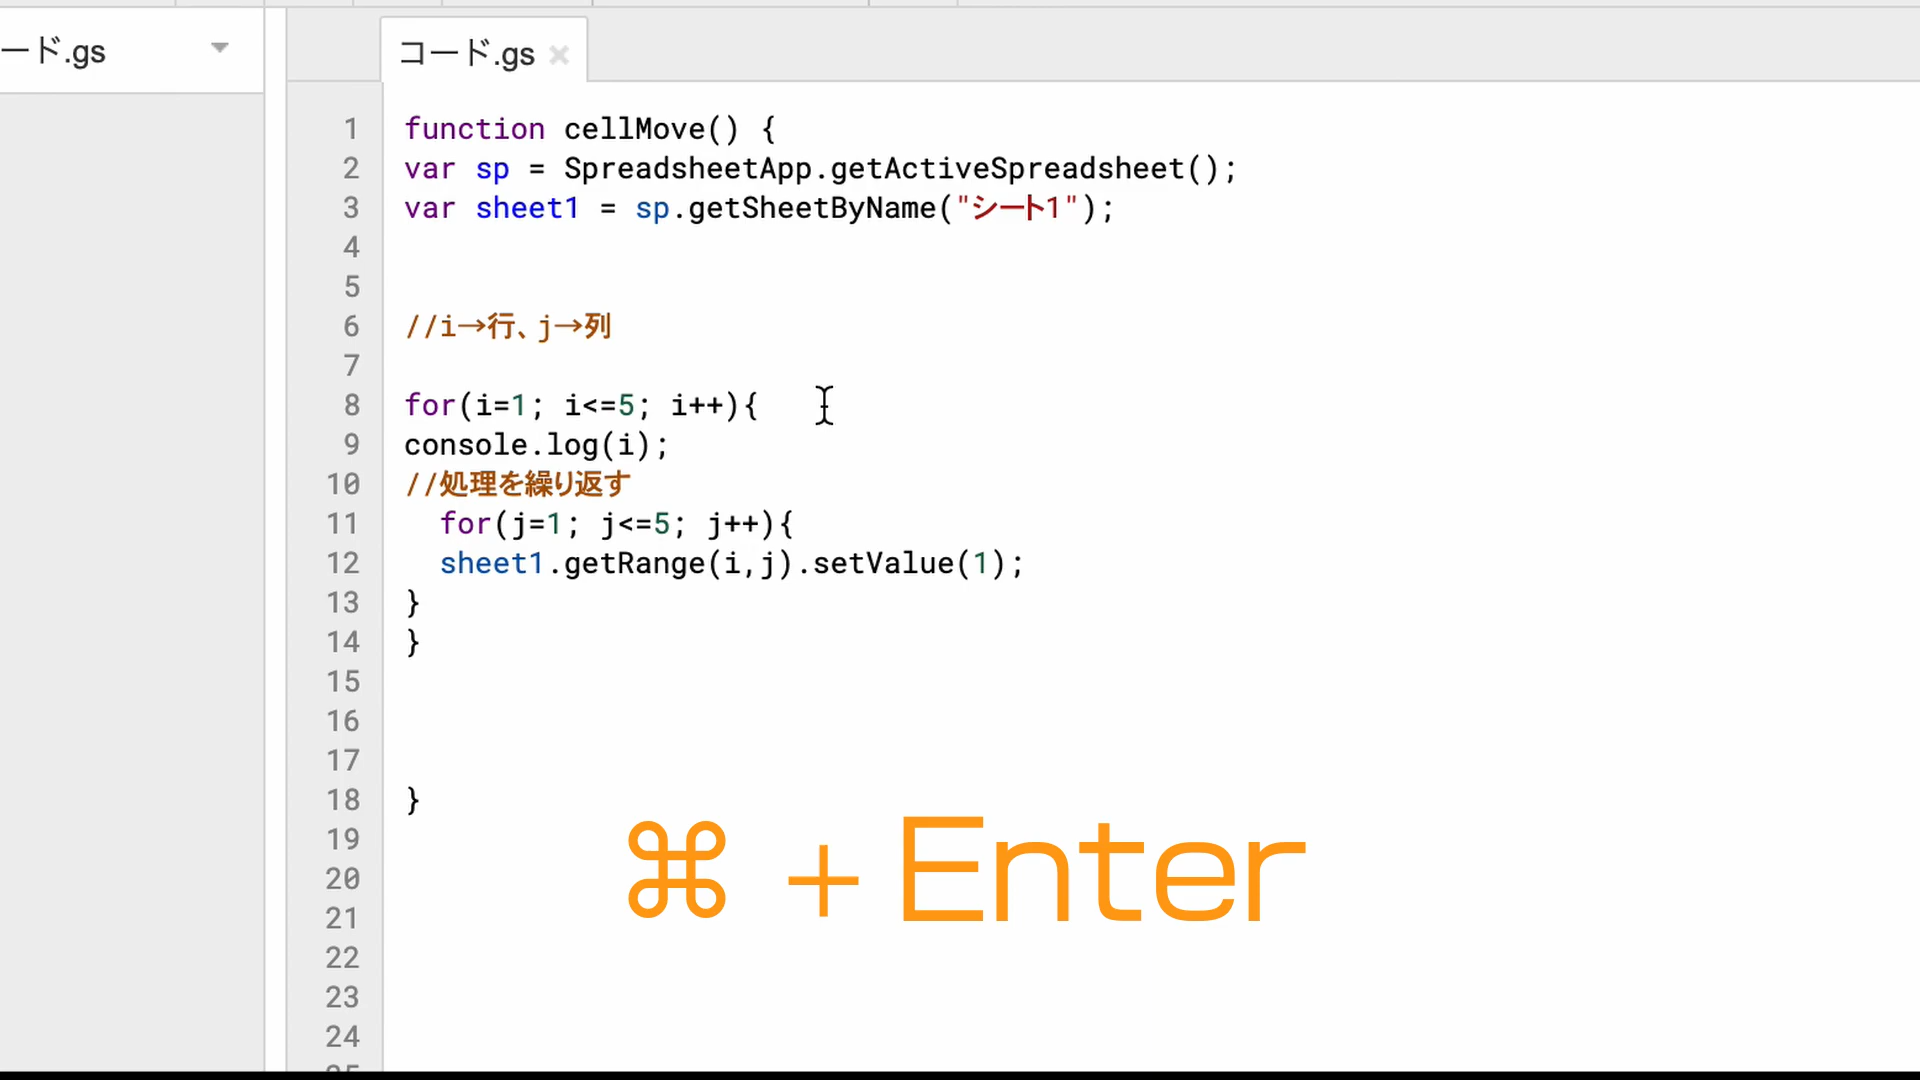 ード.gs
コード.gs ×
1 function cellMove() {
2 var sp = SpreadsheetApp.getActiveSpreadsheet();
3 var sheet1 = sp.getSheetByName("シート1");
4
5
6 //i→行、j→列
7
8 for(i=1; i<=5; i++){
9 console.log(i);
10 //処理を繰り返す
11 for(j=1; j<=5; j++){
12 sheet1.getRange(i,j).setValue(1);
13 }
14 }
15
16
17
18 }
19
20
21
22
23
24
⌘ + Enter